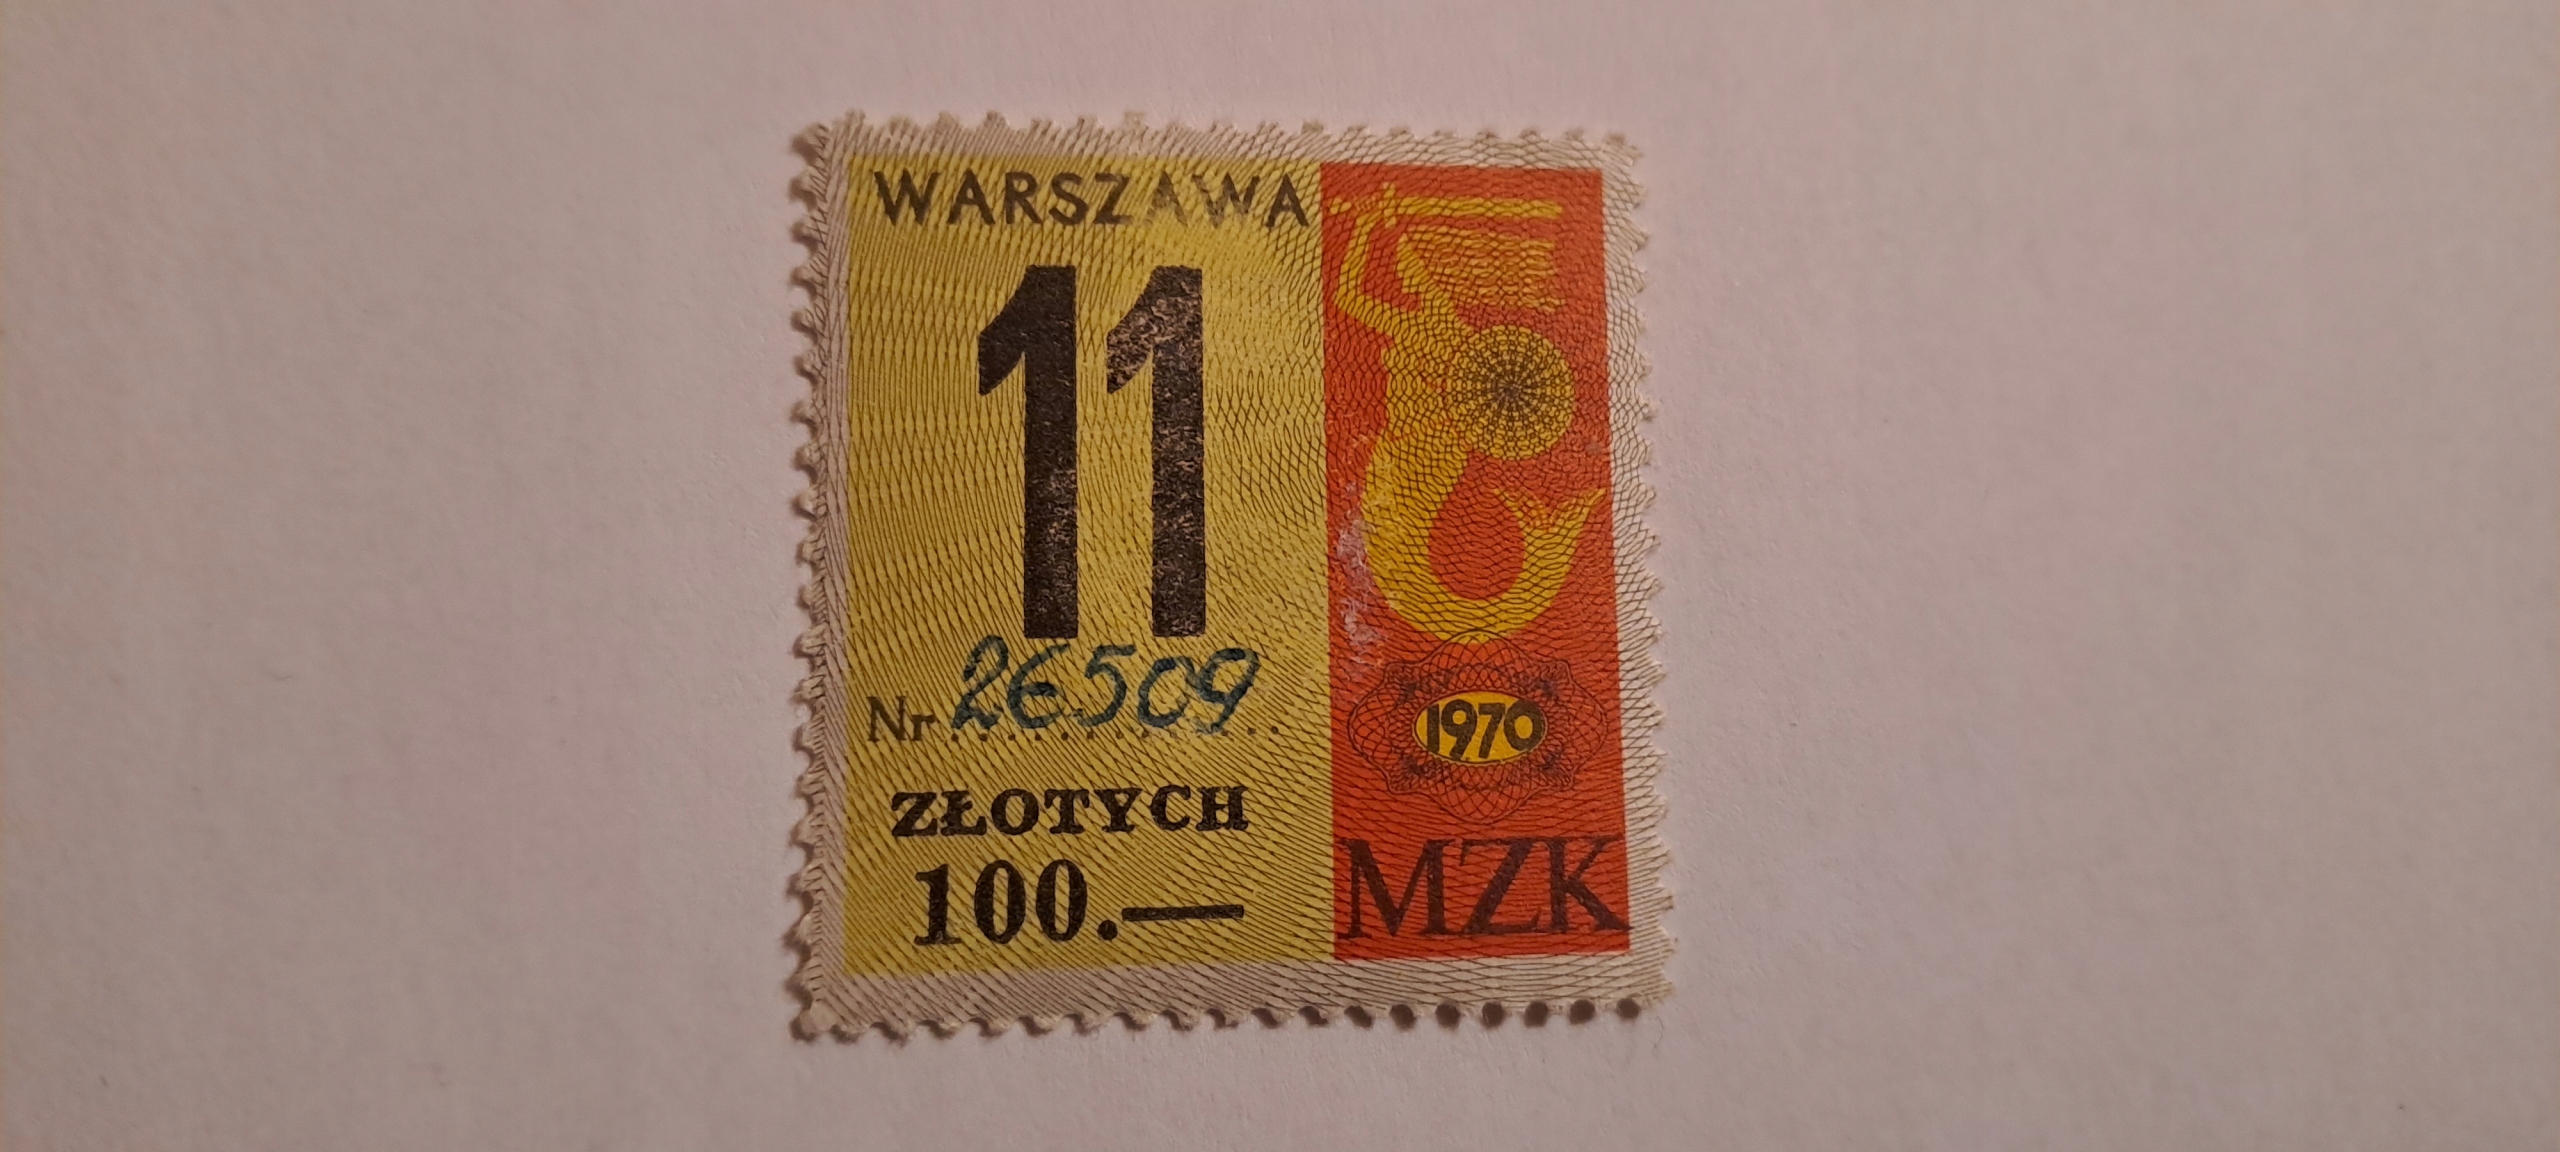 WARSZAWA
11
Nr 26509
ZŁOTYCH
100.—
1970
MZK